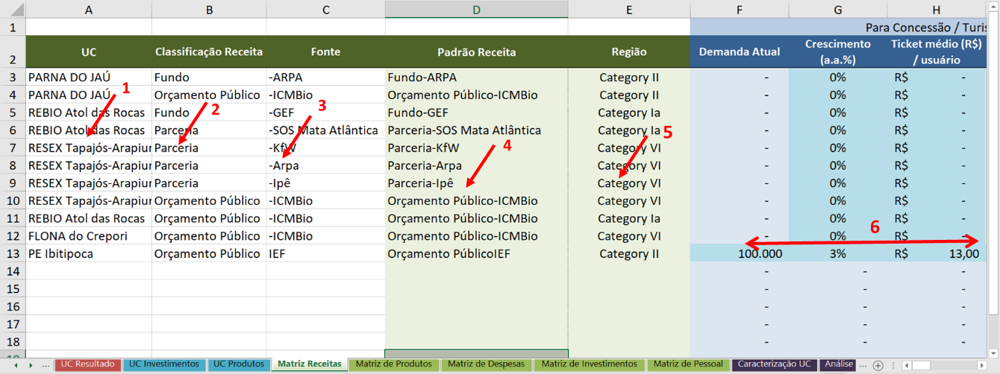 A B C D E F G H
1 Para Concessão / Turis
2 UC Classificação Receita Fonte Padrão Receita Região Demanda Atual Crescimento (a.a.%) Ticket médio (R$) / usuário
3 PARNA DO JAÚ Fundo -ARPA Fundo-ARPA Category II - 0% R$ -
4 PARNA DO JAÚ Orçamento Público -ICMBio Orçamento Público-ICMBio Category II - 0% R$ -
1
2
3
5 REBIO Atol das Rocas Fundo -GEF Fundo-GEF Category Ia - 0% R$ -
6 REBIO Atol das Rocas Parceria -SOS Mata Atlântica Parceria-SOS Mata Atlântica Category Ia - 0% R$ -
4
5
7 RESEX Tapajós-Arapiun Parceria -KfW Parceria-KfW Category VI - 0% R$ -
8 RESEX Tapajós-Arapiun Parceria -Arpa Parceria-Arpa Category VI - 0% R$ -
9 RESEX Tapajós-Arapiun Parceria -Ipê Parceria-Ipê Category VI - 0% R$ -
10 RESEX Tapajós-Arapiun Orçamento Público -ICMBio Orçamento Público-ICMBio Category VI - 0% R$ -
11 REBIO Atol das Rocas Orçamento Público -ICMBio Orçamento Público-ICMBio Category Ia - 0% R$ -
6
12 FLONA do Crepori Orçamento Público -ICMBio Orçamento Público-ICMBio Category VI - 0% R$ -
13 PE Ibitipoca Orçamento Público IEF Orçamento PúblicoIEF Category II 100.000 3% R$ 13,00
14 - - -
15 - - -
16 - - -
17 - - -
18 - - -
... UC Resultado UC Investimentos UC Produtos Matriz Receitas Matriz de Produtos Matriz de Despesas Matriz de Investimentos Matriz de Pessoal Caracterização UC Análise ...